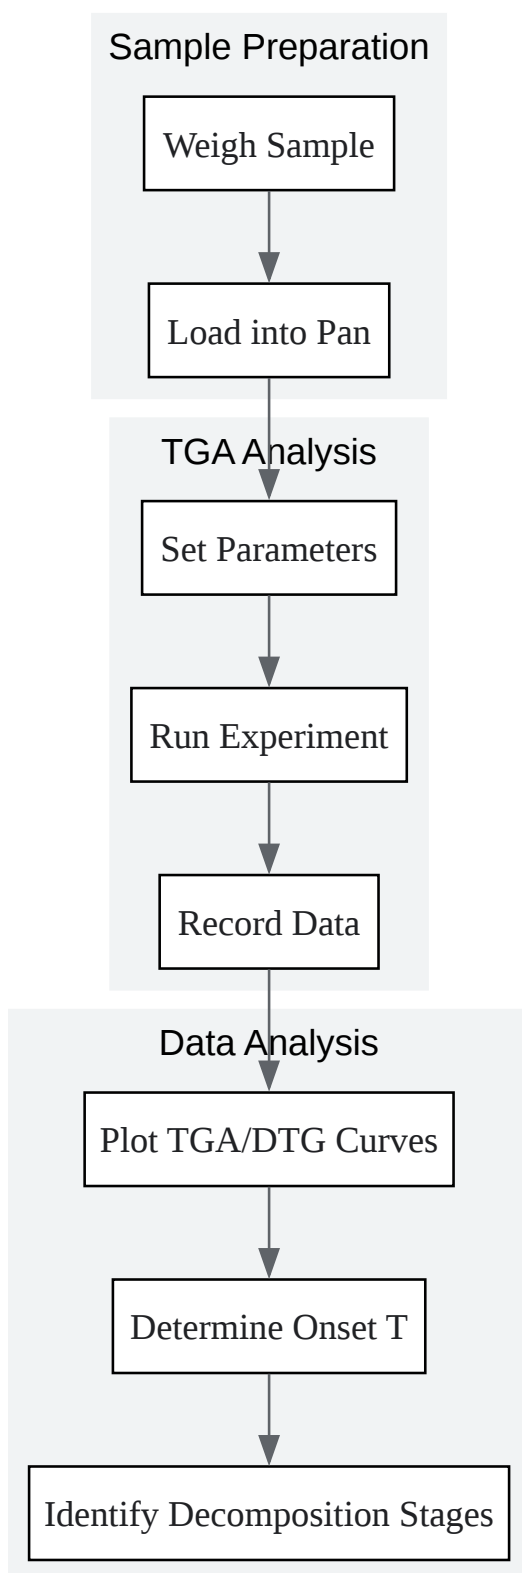 Sample Preparation
Weigh Sample
Load into Pan
TGA Analysis
Set Parameters
Run Experiment
Record Data
Data Analysis
Plot TGA/DTG Curves
Determine Onset T
Identify Decomposition Stages